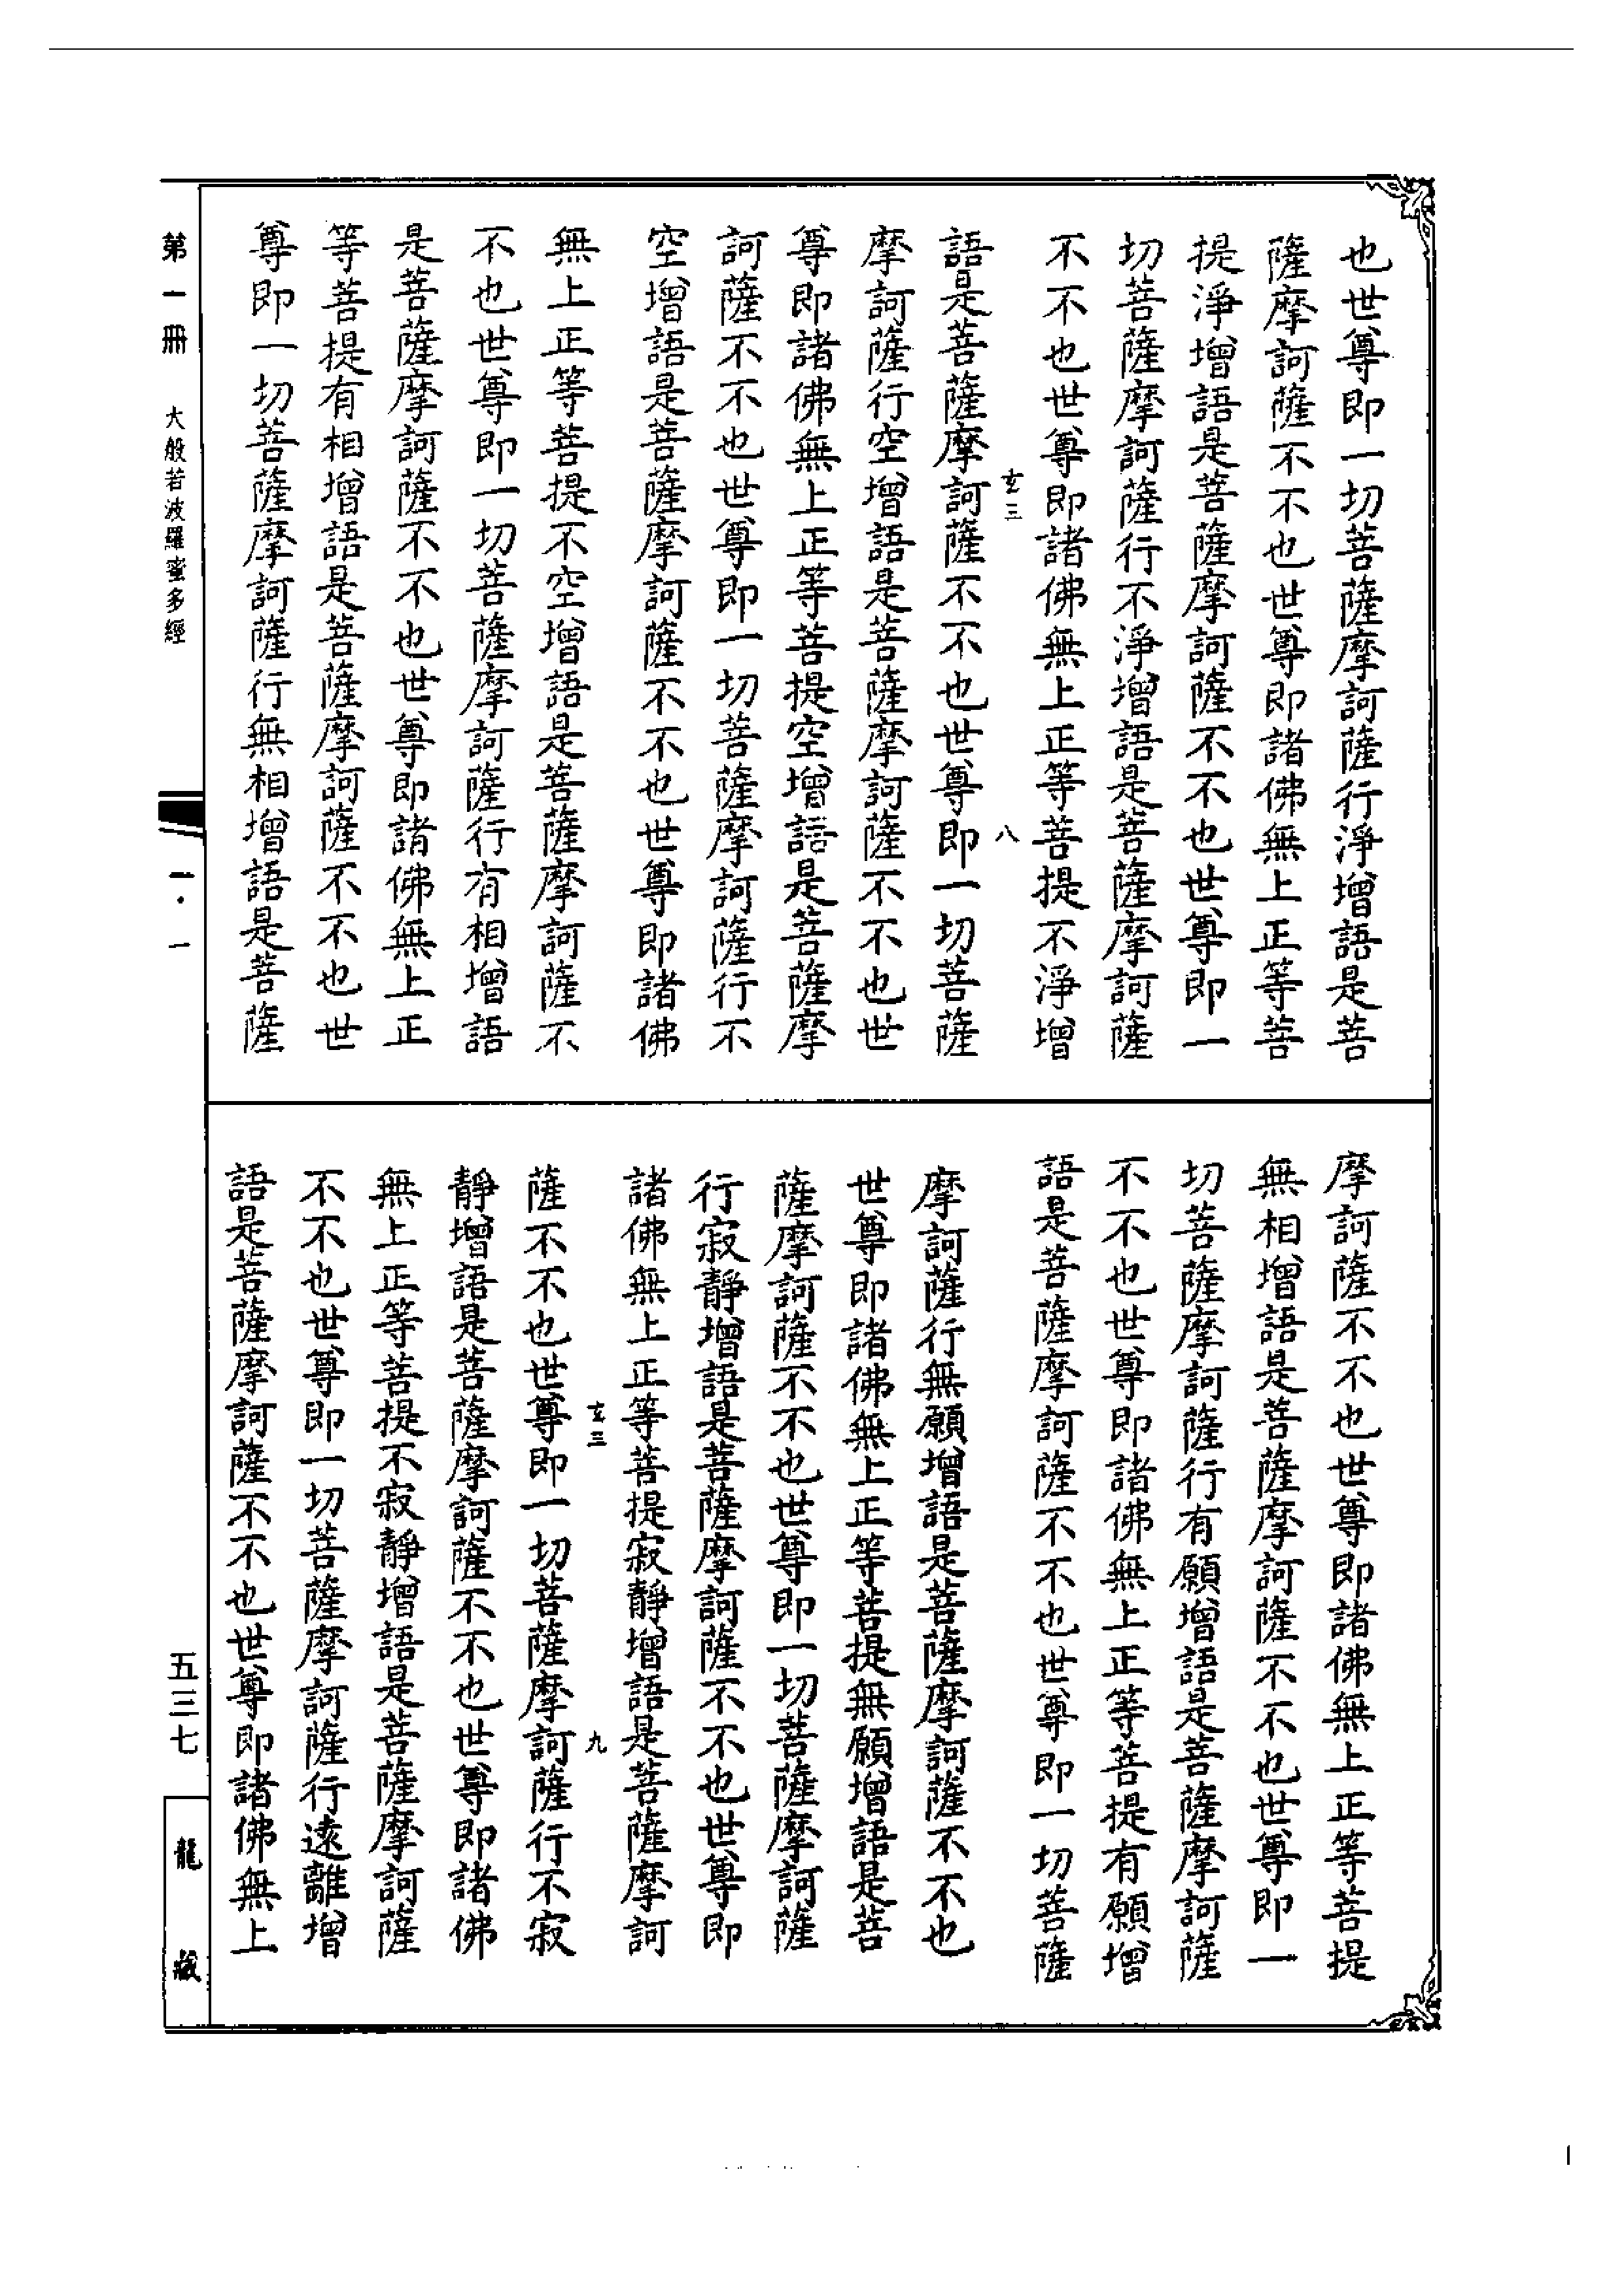 也世尊即一切菩薩摩訶薩行淨增語是菩
薩摩訶薩不不也世尊即諸佛無上正等菩
提淨增語是菩薩摩訶薩不不也世尊即一
切菩薩摩訶薩行不淨增語是菩薩摩訶薩
不不也世尊即諸佛無上正等菩提不淨增
玄三
八
語是菩薩摩訶薩不不也世尊即一切菩薩
摩訶薩行空增語是菩薩摩訶薩不不也世
尊即諸佛無上正等菩提空增語是菩薩摩
訶薩不不也世尊即一切菩薩摩訶薩行不
空增語是菩薩摩訶薩不不也世尊即諸佛
無上正等菩提不空增語是菩薩摩訶薩不
不也世尊即一切菩薩摩訶薩行有相增語
是菩薩摩訶薩不不也世尊即諸佛無上正
等菩提有相增語是菩薩摩訶薩不不也世
尊即一切菩薩摩訶薩行無相增語是菩薩
摩訶薩不不也世尊即諸佛無上正等菩提
無相增語是菩薩摩訶薩不不也世尊即一
切菩薩摩訶薩行有願增語是菩薩摩訶薩
不不也世尊即諸佛無上正等菩提有願增
語是菩薩摩訶薩不不也世尊即一切菩薩
摩訶薩行無願增語是菩薩摩訶薩不不也
世尊即諸佛無上正等菩提無願增語是菩
薩摩訶薩不不也世尊即一切菩薩摩訶薩
行寂靜增語是菩薩摩訶薩不不也世尊即
諸佛無上正等菩提寂靜增語是菩薩摩訶
玄三
九
薩不不也世尊即一切菩薩摩訶薩行不寂
靜增語是菩薩摩訶薩不不也世尊即諸佛
無上正等菩提不寂靜增語是菩薩摩訶薩
不不也世尊即一切菩薩摩訶薩行遠離增
語是菩薩摩訶薩不不也世尊即諸佛無上
第一冊 大般若波羅蜜多經
一·一
五三七
龍藏